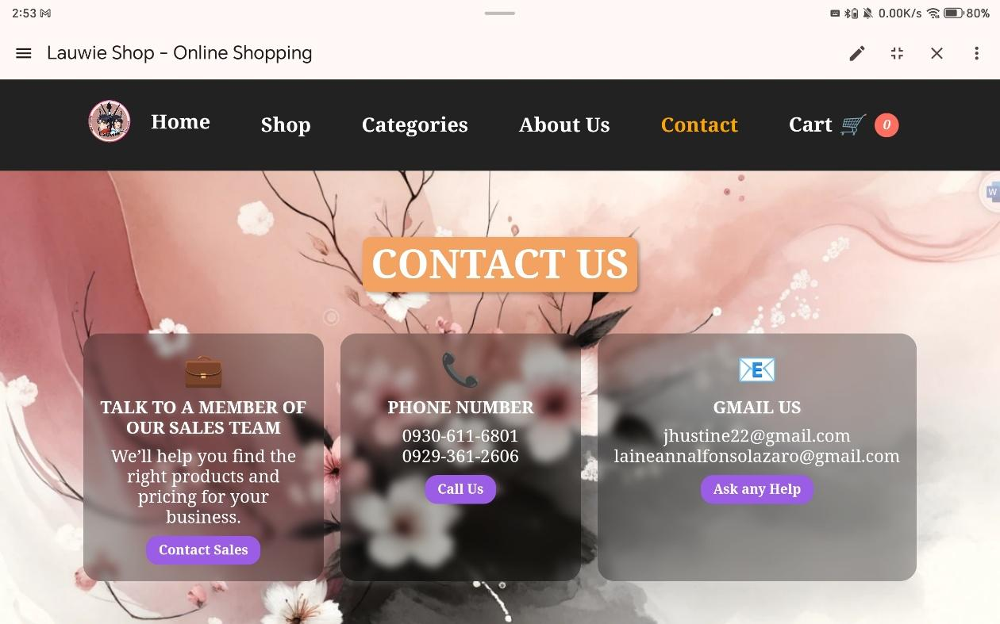 2:53
0.00K/s 80%
Lauwie Shop - Online Shopping
Home Shop Categories About Us Contact Cart 0
W
CONTACT US
TALK TO A MEMBER OF
OUR SALES TEAM
We’ll help you find the
right products and
pricing for your
business.
Contact Sales
PHONE NUMBER
0930-611-6801
0929-361-2606
Call Us
GMAIL US
jhustine22@gmail.com
laineannalfonsolazaro@gmail.com
Ask any Help